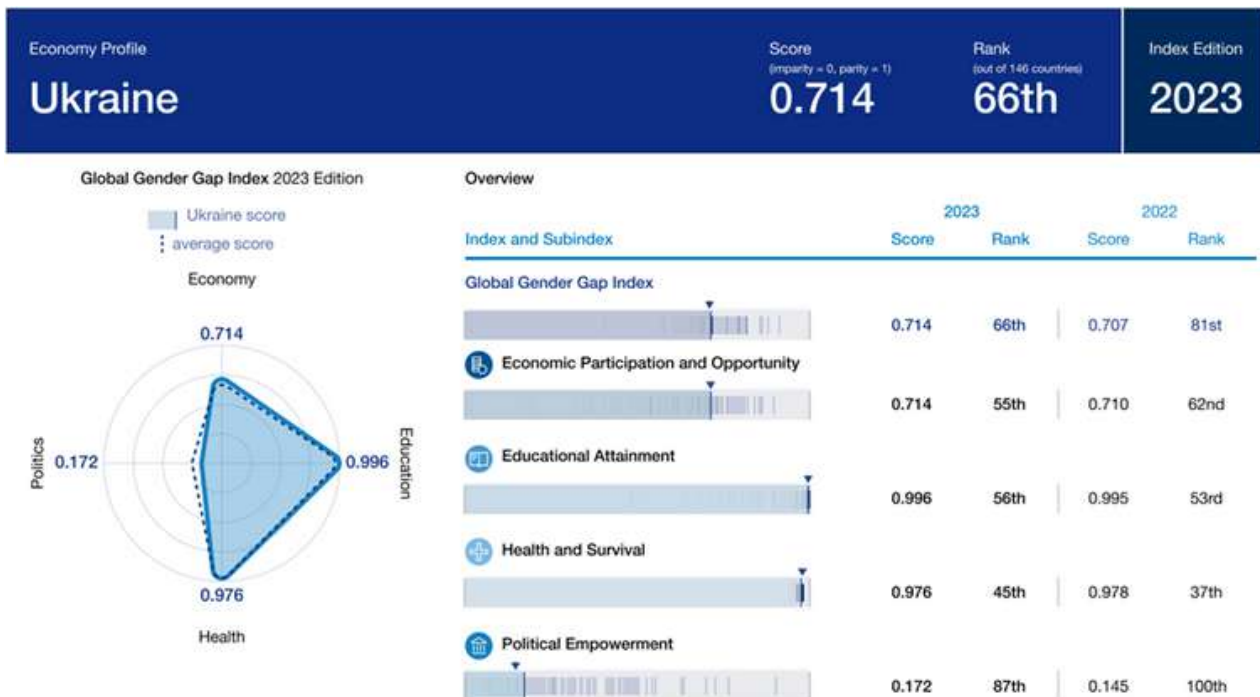 Economy Profile
Ukraine
Score
(imparity = 0, parity = 1)
0.714
Rank
(out of 146 countries)
66th
Index Edition
2023
Global Gender Gap Index 2023 Edition
Ukraine score
average score
Economy
0.714
Politics
0.172
0.996
Education
0.976
Health
Overview
2023 2022
Index and Subindex Score Rank Score Rank
Global Gender Gap Index
0.714 66th 0.707 81st
Economic Participation and Opportunity
0.714 55th 0.710 62nd
Educational Attainment
0.996 56th 0.995 53rd
Health and Survival
0.976 45th 0.978 37th
Political Empowerment
0.172 87th 0.145 100th